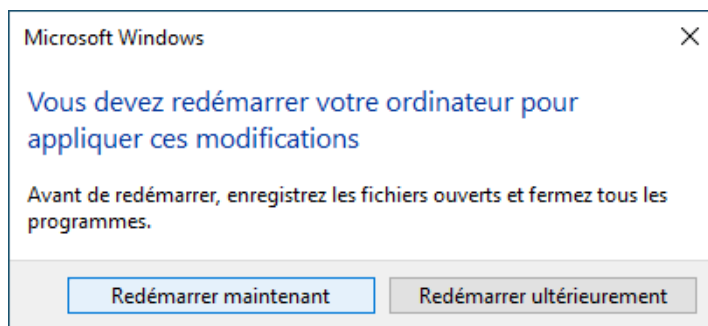 Microsoft Windows
Vous devez redémarrer votre ordinateur pour
appliquer ces modifications
Avant de redémarrer, enregistrez les fichiers ouverts et fermez tous les
programmes.
Redémarrer maintenant
Redémarrer ultérieurement